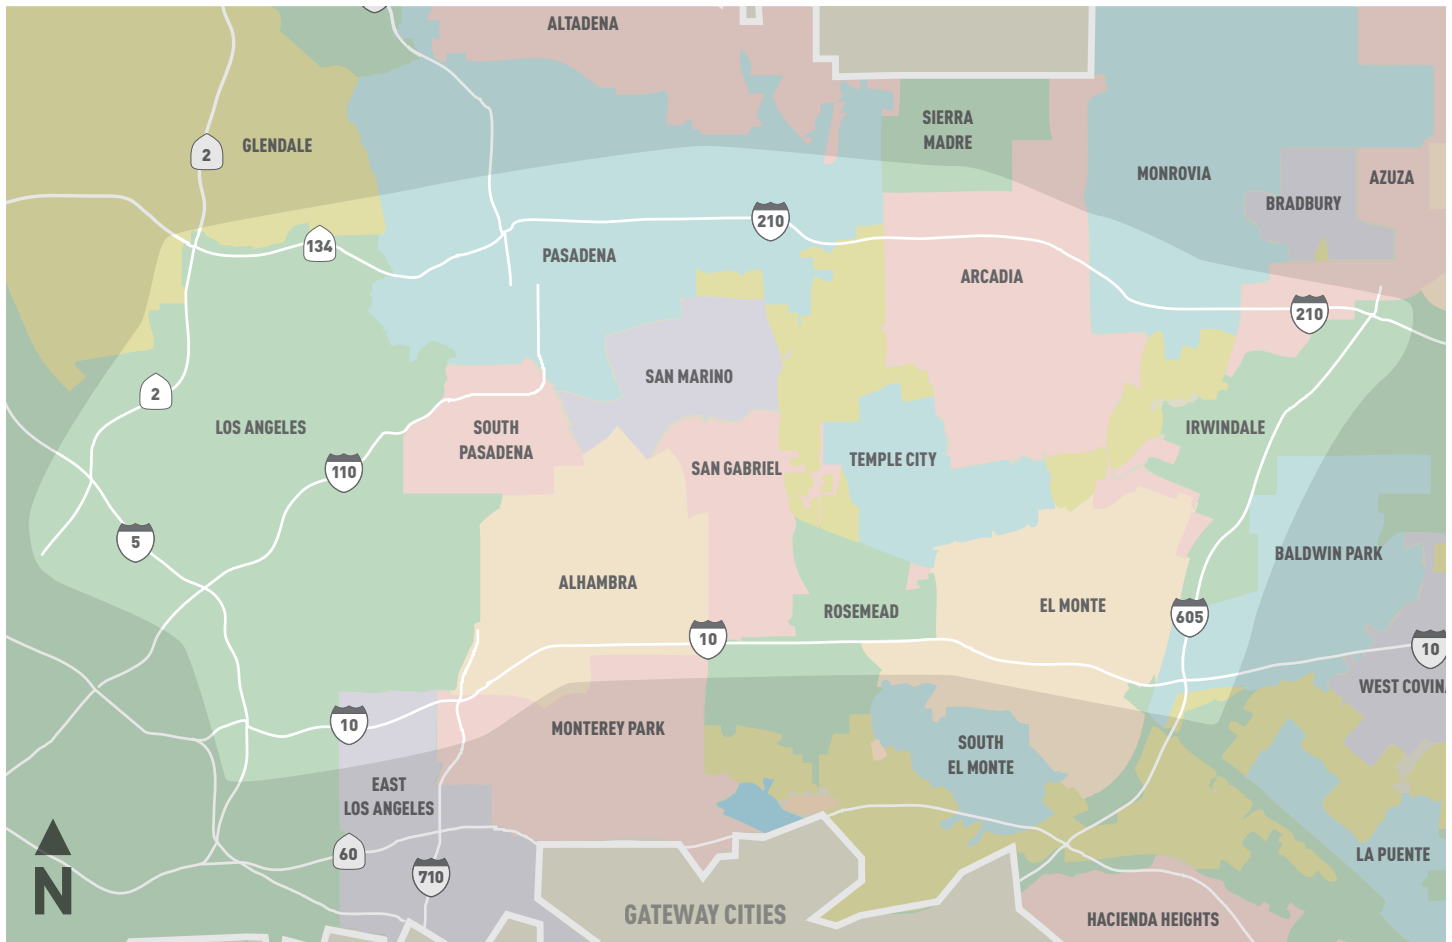 ALTADENA
SIERRA
MADRE
GLENDALE
2
MONROVIA
AZUZA
BRADBURY
210
134
PASADENA
ARCADIA
210
SAN MARINO
2
LOS ANGELES
SOUTH
PASADENA
IRWINDALE
TEMPLE CITY
SAN GABRIEL
110
5
BALDWIN PARK
ALHAMBRA
EL MONTE
ROSEMEAD
605
10
10
WEST COVINA
10
MONTEREY PARK
SOUTH
EL MONTE
EAST
LOS ANGELES
60
LA PUENTE
710
N
GATEWAY CITIES
HACIENDA HEIGHTS